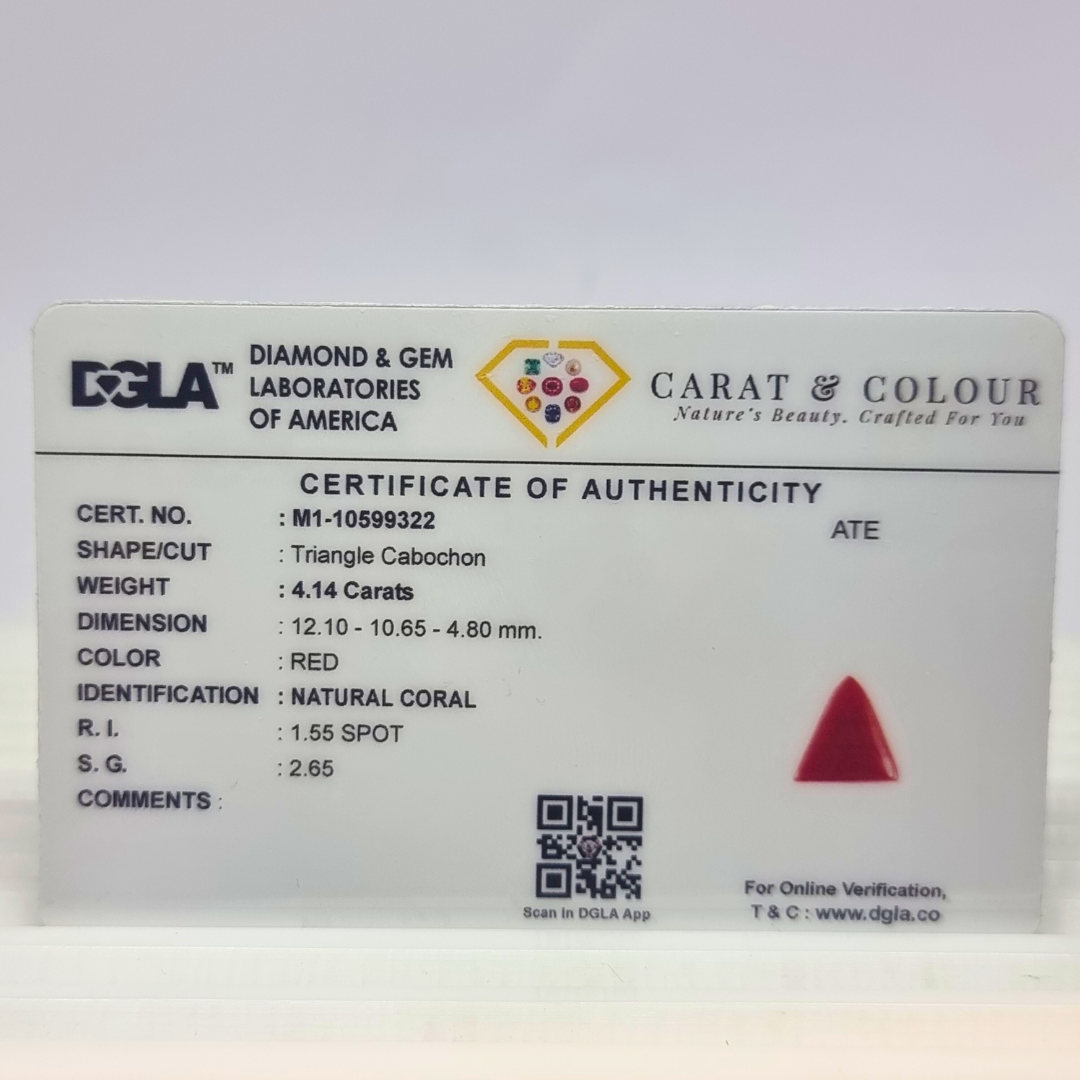 DGLA™
DIAMOND & GEM
LABORATORIES
OF AMERICA
CARAT & COLOUR
Nature's Beauty. Crafted For You
CERTIFICATE OF AUTHENTICITY
CERT. NO. : M1-10599322
ATE
SHAPE/CUT : Triangle Cabochon
WEIGHT : 4.14 Carats
DIMENSION : 12.10 - 10.65 - 4.80 mm.
COLOR : RED
IDENTIFICATION : NATURAL CORAL
R. I. : 1.55 SPOT
S. G. : 2.65
COMMENTS :
Scan in DGLA App
For Online Verification,
T & C : www.dgla.co